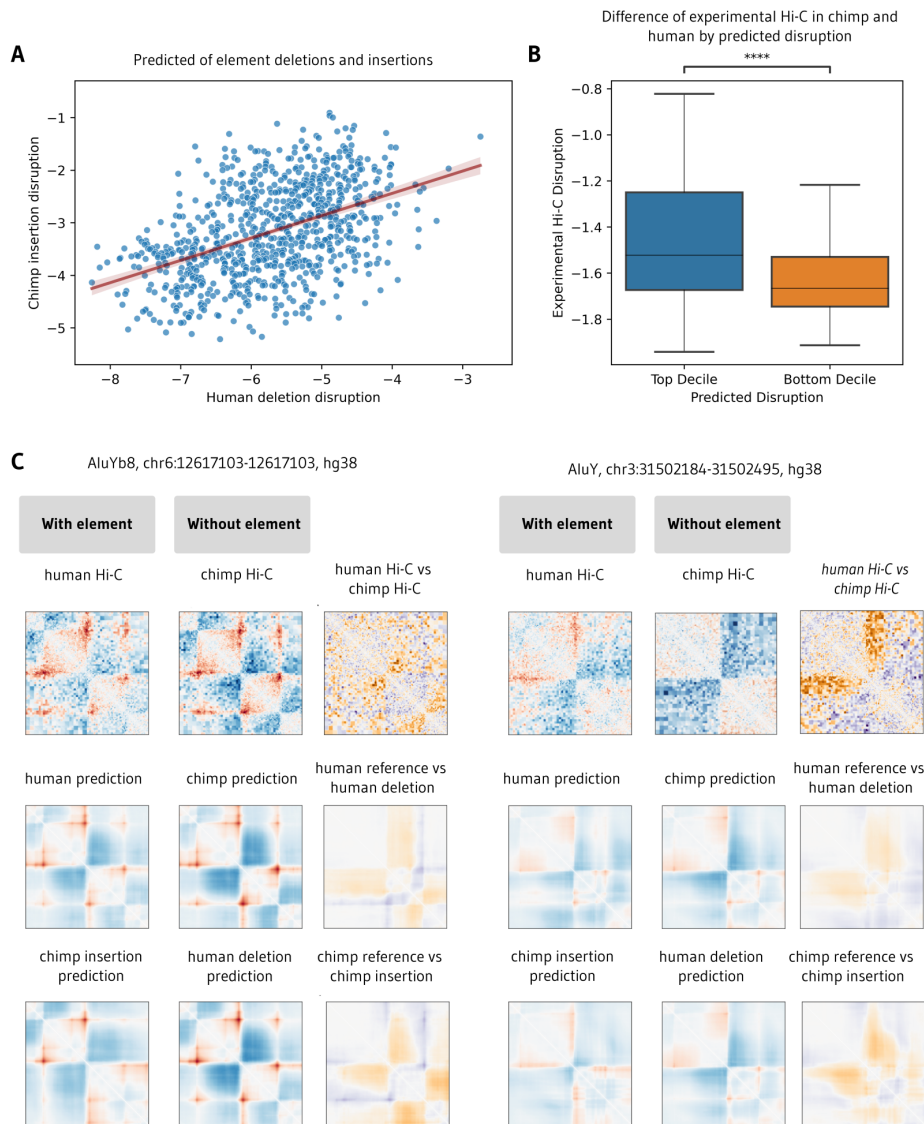 A
Predicted of element deletions and insertions
Chimp insertion disruption
−1
−2
−3
−4
−5
−8 −7 −6 −5 −4 −3
Human deletion disruption
Difference of experimental Hi-C in chimp and
human by predicted disruption
B
****
Experimental Hi-C Disruption
−0.8
−1.0
−1.2
−1.4
−1.6
−1.8
Top Decile Bottom Decile
Predicted Disruption
C
AluYb8, chr6:12617103-12617103, hg38
With element Without element
human Hi-C chimp Hi-C human Hi-C vs
chimp Hi-C
human prediction chimp prediction human reference vs
human deletion
chimp insertion
prediction
human deletion
prediction
chimp reference vs
chimp insertion
AluY, chr3:31502184-31502495, hg38
With element Without element
human Hi-C chimp Hi-C human Hi-C vs
chimp Hi-C
human prediction chimp prediction human reference vs
human deletion
chimp insertion
prediction
human deletion
prediction
chimp reference vs
chimp insertion